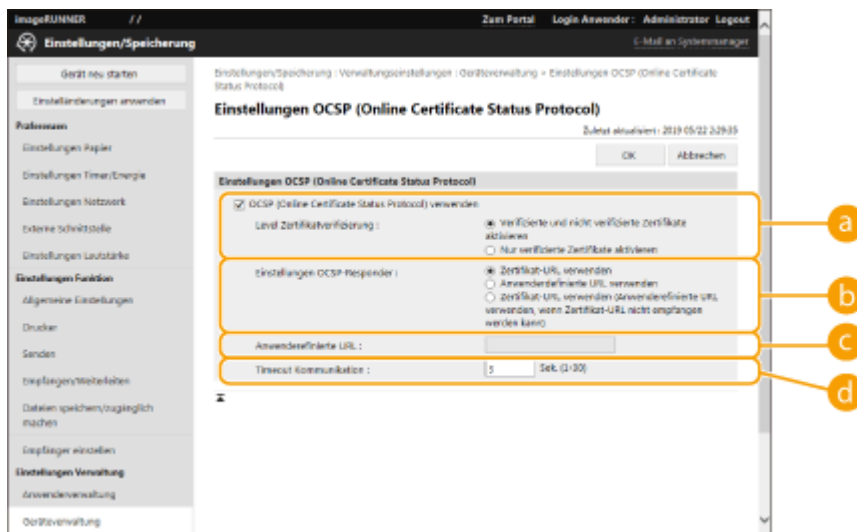 imageRUNNER // Zum Portal Login Anwender: Administrator Logout
Einstellungen/Speicherung E-Mail an Systemmanager
Gerät neu starten
Einstelländerungen anwenden
Präferenzen
Einstellungen Papier
Einstellungen Timer/Energie
Einstellungen Netzwerk
Externe Schnittstelle
Einstellungen Lautstärke
Einstellungen Funktion
Allgemeine Einstellungen
Drucker
Senden
Empfangen/Weiterleiten
Dateien speichern/zugänglich
machen
Empfänger einstellen
Einstellungen Verwaltung
Anwenderverwaltung
Geräteverwaltung
Einstellungen/Speicherung : Verwaltungseinstellungen : Geräteverwaltung > Einstellungen OCSP (Online Certificate
Status Protocol)
Einstellungen OCSP (Online Certificate Status Protocol)
Zuletzt aktualisiert : 2019 05/22
OK Abbrechen
Einstellungen OCSP (Online Certificate Status Protocol)
OCSP (Online Certificate Status Protocol) verwenden
Level Zertifikatverifizierung : Verifizierte und nicht verifizierte Zertifikate
aktivieren
Nur verifizierte Zertifikate aktivieren
a
Einstellungen OCSP-Responder : Zertifikat-URL verwenden
Anwenderdefinierte URL verwenden
Zertifikat-URL verwenden (Anwenderefinierte URL
verwenden, wenn Zertifikat-URL nicht empfangen
werden kann)
b
Anwenderefinierte URL :
c
Timeout Kommunikation : 5 Sek. (1-30)
d